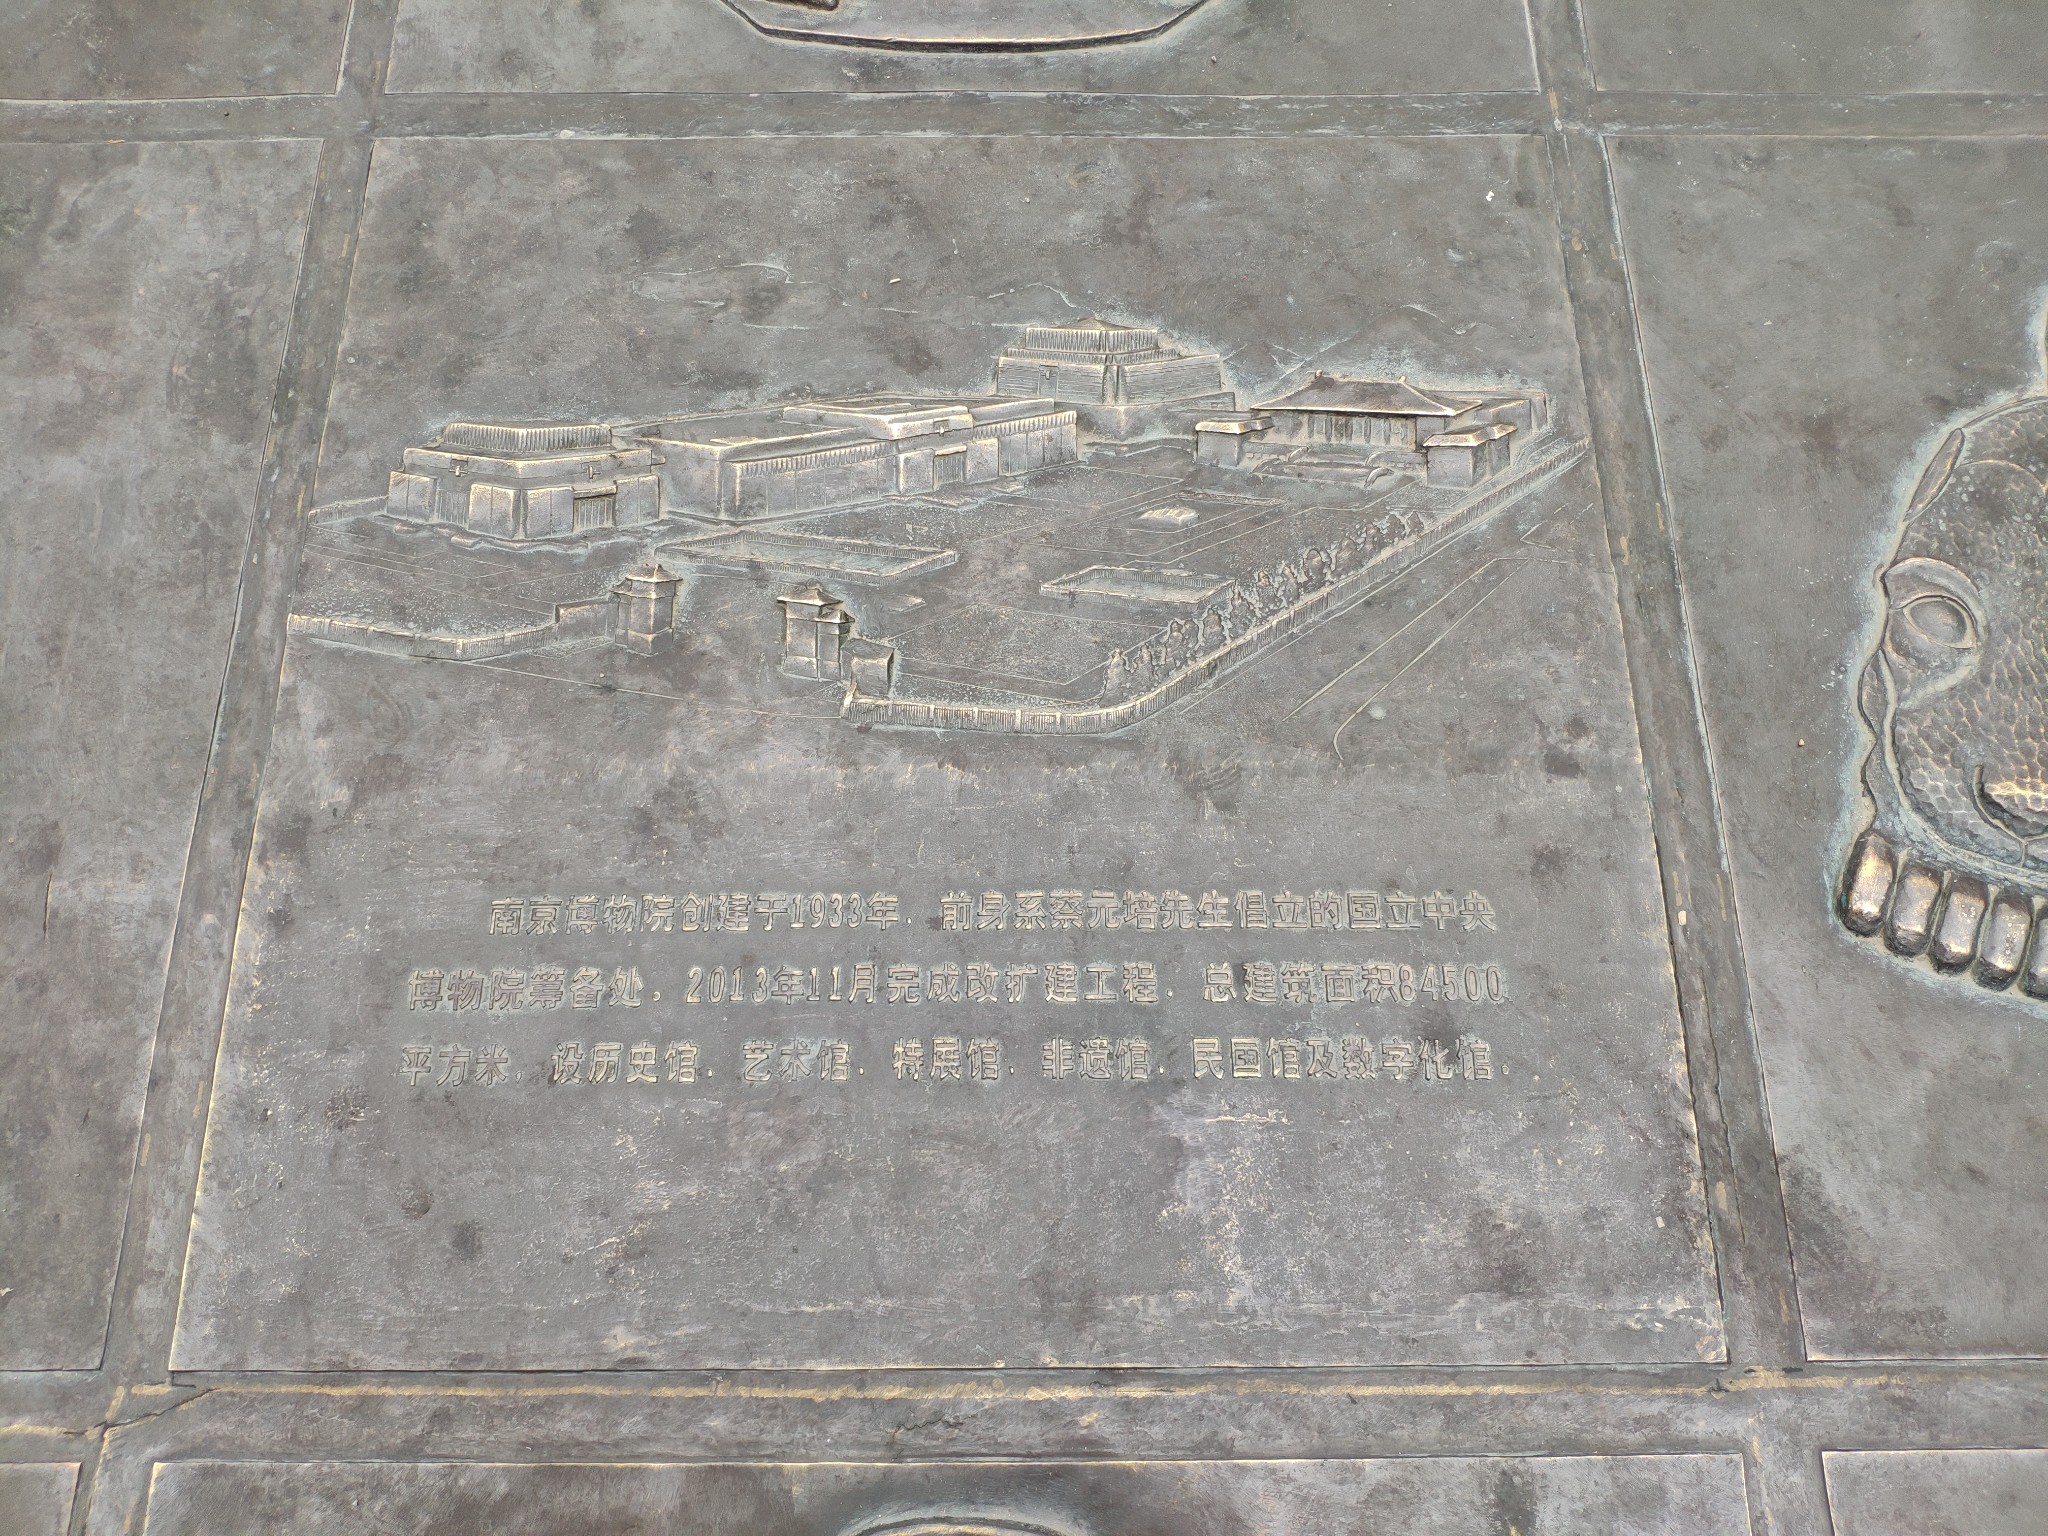 南京博物院创建于1933年，前身系蔡元培先生倡立的国立中央
博物院筹备处。2013年11月完成改扩建工程，总建筑面积84500
平方米，设历史馆、艺术馆、特展馆、非遗馆、民国馆及数字化馆。